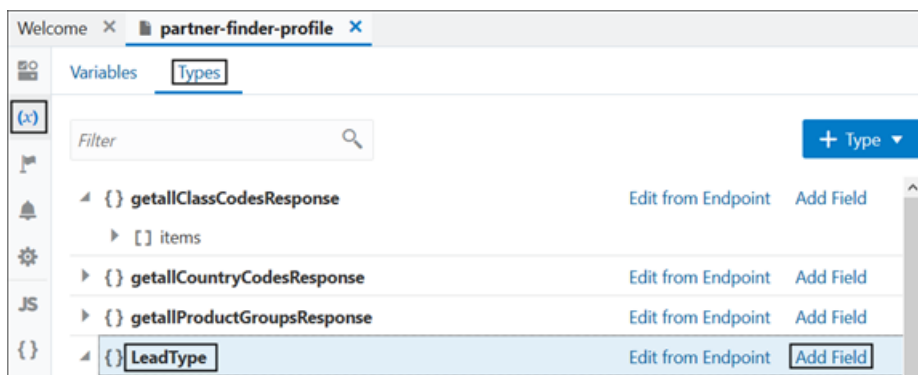 Welcome × partner-finder-profile ×
Variables Types
(x)
Filter + Type
{ } getallClassCodesResponse Edit from Endpoint Add Field
[ ] items
{ } getallCountryCodesResponse Edit from Endpoint Add Field
JS { } getallProductGroupsResponse Edit from Endpoint Add Field
{ } { } LeadType Edit from Endpoint Add Field